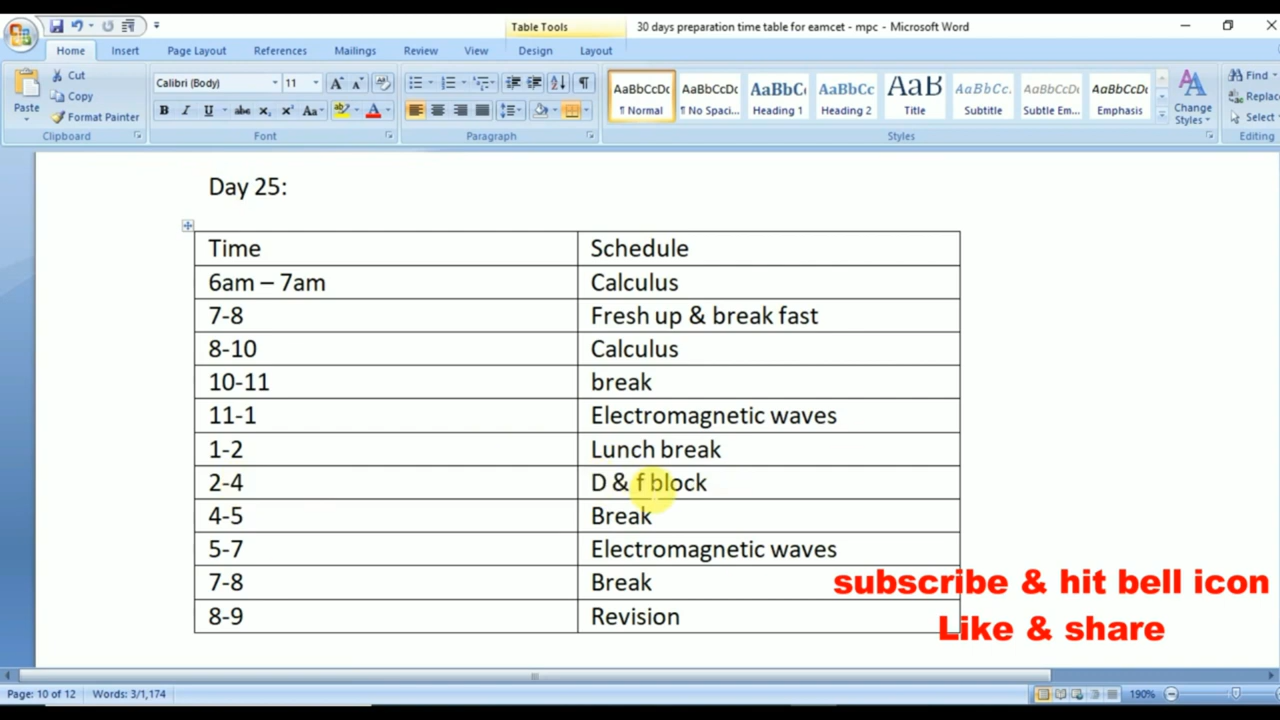 Table Tools
30 days preparation time table for eamcet - mpc - Microsoft Word
Home Insert Page Layout References Mailings Review View Design Layout
Paste
Cut
Copy
Format Painter
Clipboard
Calibri (Body) 11
B I U abc X₂ X² Aa
Font
Paragraph
AaBbCcDc AaBbCcDc AaBbCc AaBbCc AaB AaBbCc. AaBbCcDc AaBbCcDc
¶ Normal ¶ No Spaci... Heading 1 Heading 2 Title Subtitle Subtle Em... Emphasis
Change Styles
Styles
Find
Replac
Select
Editing
Day 25:
Time Schedule
6am – 7am Calculus
7-8 Fresh up & break fast
8-10 Calculus
10-11 break
11-1 Electromagnetic waves
1-2 Lunch break
2-4 D & f block
4-5 Break
5-7 Electromagnetic waves
7-8 Break
8-9 Revision
subscribe & hit bell icon
Like & share
Page: 10 of 12 Words: 3/1,174 190%